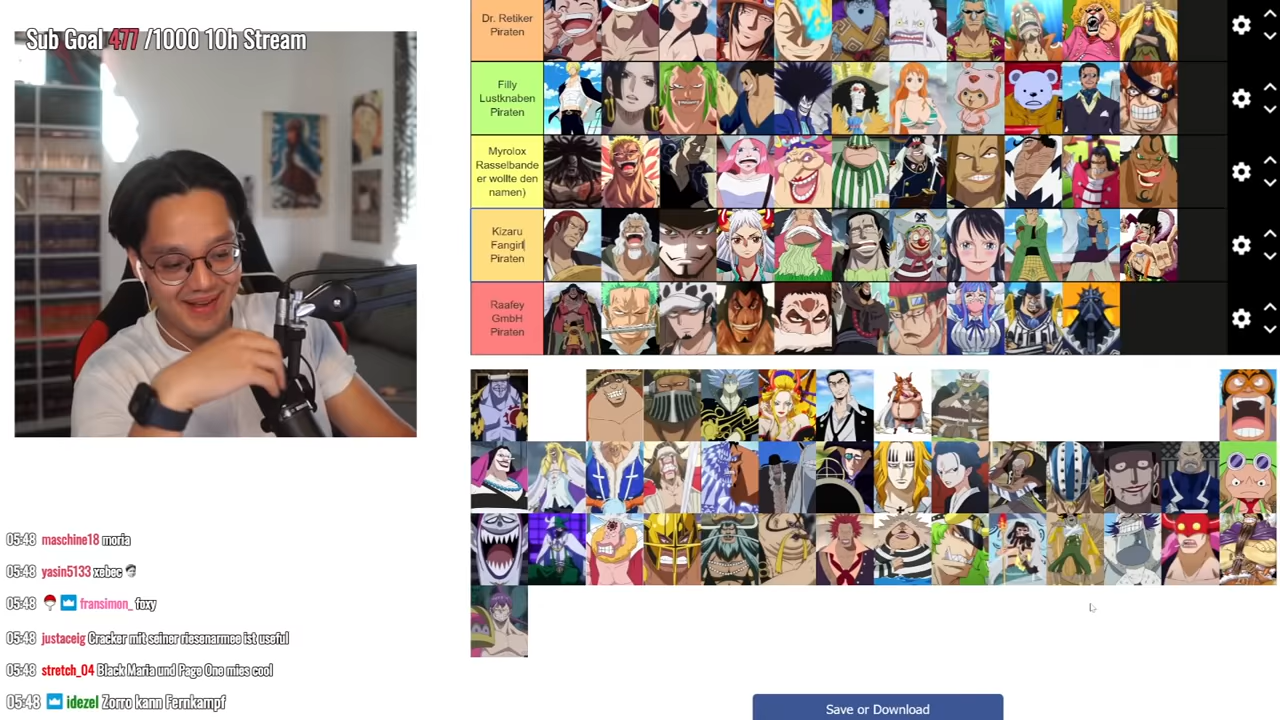 Sub Goal 477 /1000 10h Stream
Dr. Retiker
Piraten
Filly
Lustknaben
Piraten
Myrolox
Rasselbande
er wollte den
namen)
Kizaru
Fangirl
Piraten
Raafey
GmbH
Piraten
05:48 maschine18 moria
05:48 yasin5133 xebec
05:48 fransimon_ foxy
05:48 justaceig Cracker mit seiner riesenarmee ist useful
05:48 stretch_04 Black Maria und Page One mies cool
05:48 idezel Zorro kann Fernkampf
Save or Download